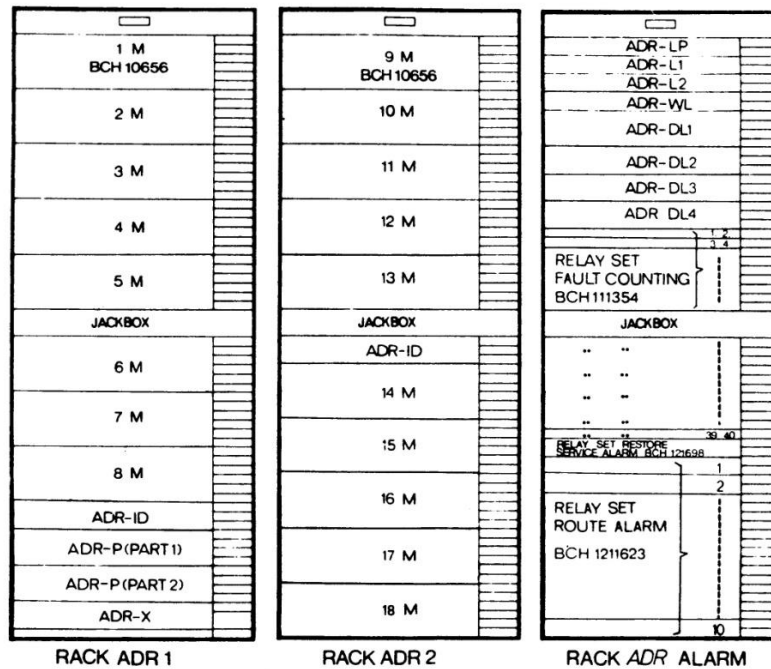 1 M
BCH 10656
2 M
3 M
4 M
5 M
JACKBOX
6 M
7 M
8 M
ADR-ID
ADR-P(PART 1)
ADR-P(PART 2)
ADR-X
RACK ADR 1
9 M
BCH 10656
10 M
11 M
12 M
13 M
JACKBOX
ADR-ID
14 M
15 M
16 M
17 M
18 M
RACK ADR 2
ADR-LP
ADR-L1
ADR-L2
ADR-WL
ADR-DL1
ADR-DL2
ADR-DL3
ADR DL4
1 2
3 4
RELAY SET
FAULT COUNTING
BCH 111354
JACKBOX
39 40
RELAY SET RESTORE
SERVICE ALARM BCH 121698
1
2
RELAY SET
ROUTE ALARM
BCH 1211623
10
RACK ADR ALARM